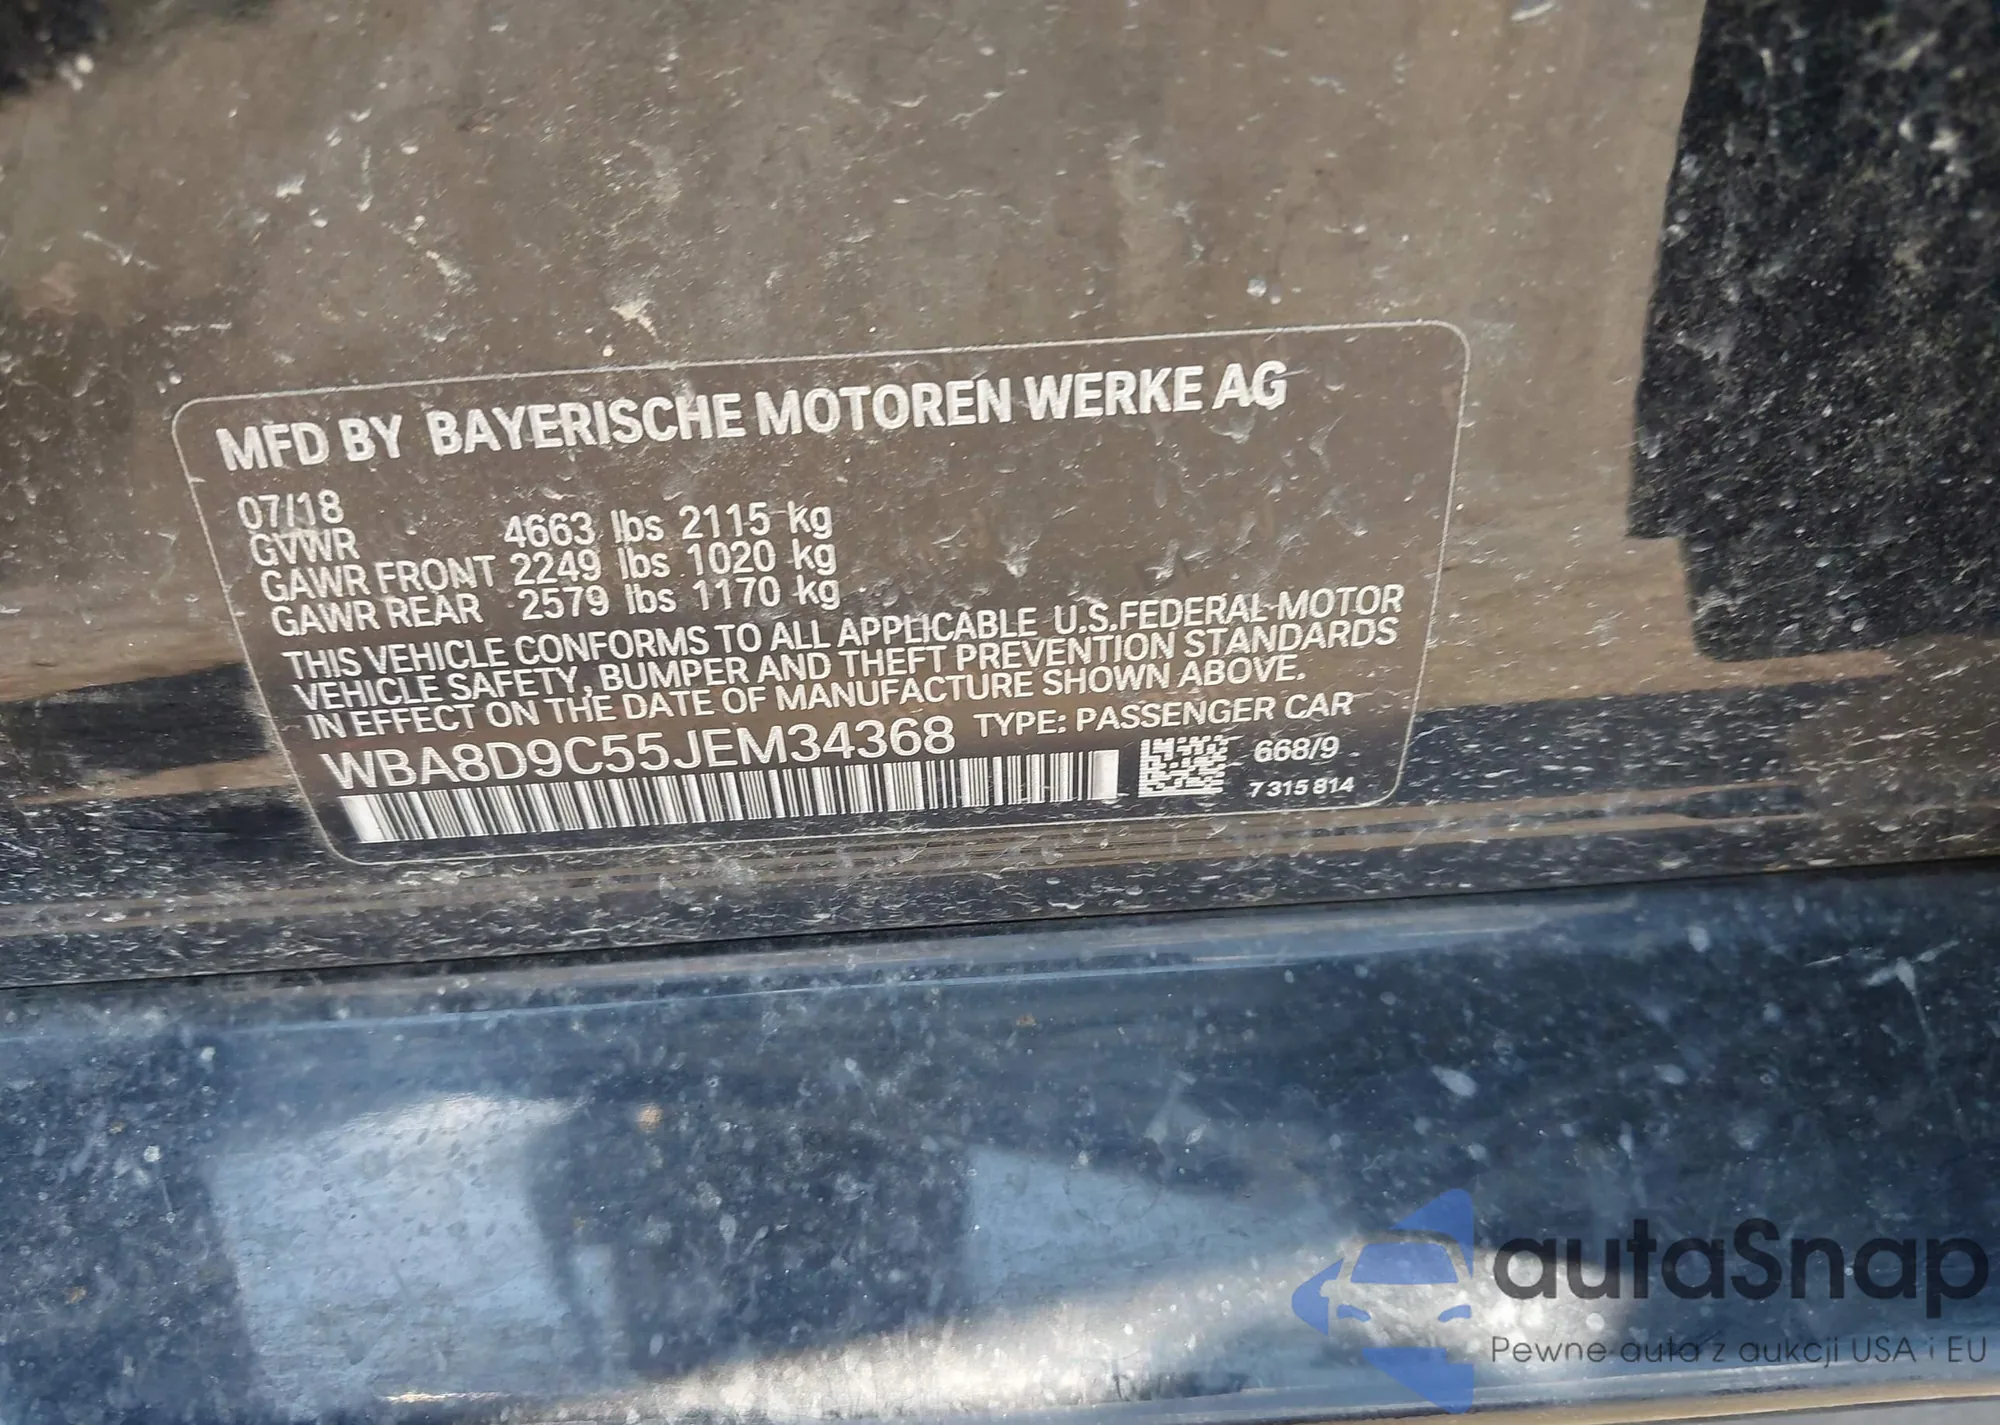 MFD BY BAYERISCHE MOTOREN WERKE AG
07/18
GVWR 4663 lbs 2115 kg
GAWR FRONT 2249 lbs 1020 kg
GAWR REAR 2579 lbs 1170 kg
THIS VEHICLE CONFORMS TO ALL APPLICABLE U.S.FEDERAL MOTOR
VEHICLE SAFETY, BUMPER AND THEFT PREVENTION STANDARDS
IN EFFECT ON THE DATE OF MANUFACTURE SHOWN ABOVE.
WBA8D9C55JEM34368 TYPE: PASSENGER CAR
668/9
7 315 814
autaSnap
Pewne auta z aukcji USA i EU